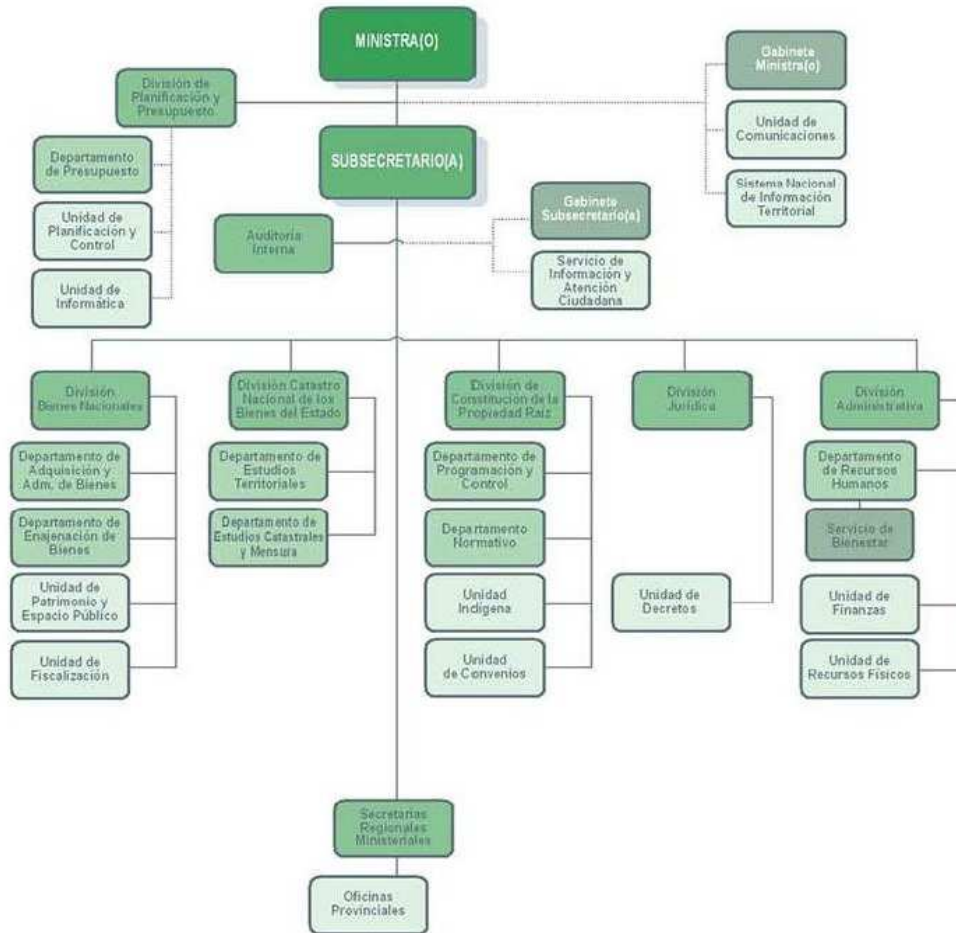 MINISTRA(O)
Gabinete
Ministra(o)
División de
Planificación y
Presupuesto
Unidad de
Comunicaciones
SUBSECRETARIO(A)
Departamento
de Presupuesto
Sistema Nacional
de Información
Territorial
Gabinete
Subsecretario(a)
Unidad de
Planificación y
Control
Auditoría
Interna
Servicio de
Información y
Atención
Ciudadana
Unidad de
Informática
División
Bienes Nacionales
División Catastro
Nacional de los
Bienes del Estado
División de
Constitución de la
Propiedad Raíz
División
Jurídica
División
Administrativa
Departamento de
Adquisición y
Adm. de Bienes
Departamento de
Estudios
Territoriales
Departamento de
Programación y
Control
Departamento
de Recursos
Humanos
Departamento de
Enajenación de
Bienes
Departamento de
Estudios Catastrales
y Mensura
Departamento
Normativo
Servicio de
Bienestar
Unidad de
Patrimonio y
Espacio Público
Unidad
Indígena
Unidad de
Decretos
Unidad de
Finanzas
Unidad de
Fiscalización
Unidad
de Convenios
Unidad de
Recursos Físicos
Secretarías
Regionales
Ministeriales
Oficinas
Provinciales